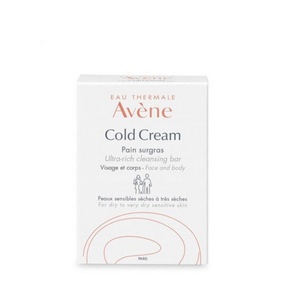 EAU THERMALE
Avène
Cold Cream
Pain surgras
Ultra-rich cleansing bar
Visage et corps - Face and body
Peaux sensibles sèches à très sèches
For dry to very dry sensitive skin
PARIS